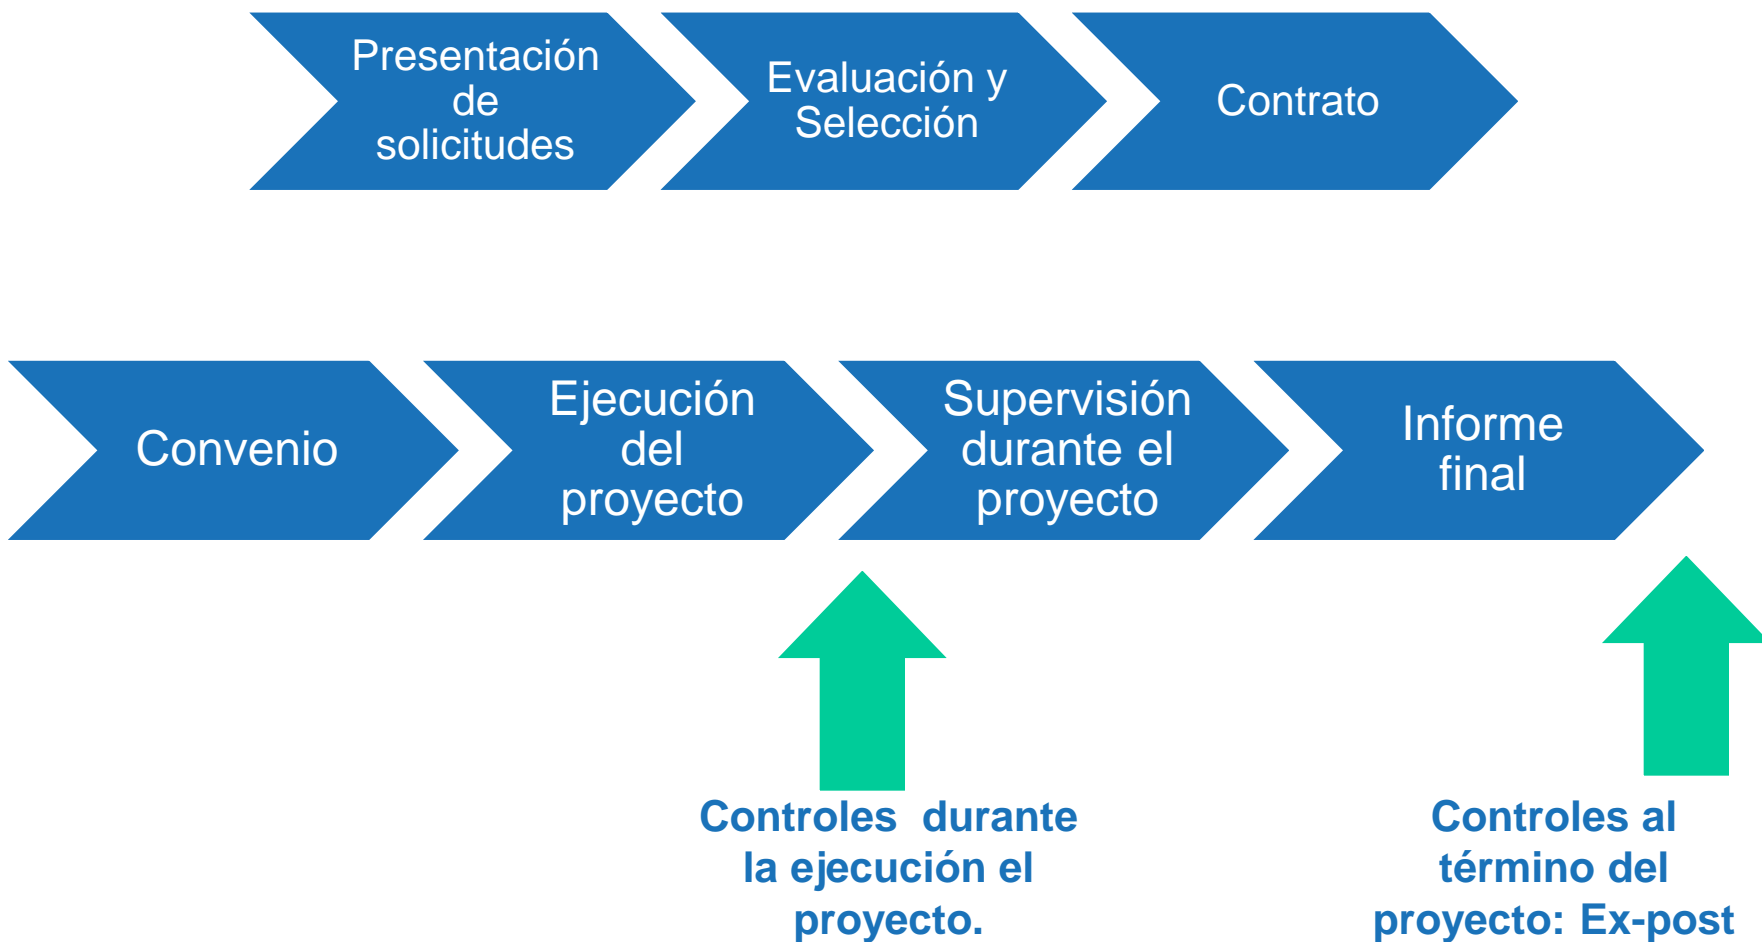 Presentación
de
solicitudes
Evaluación y
Selección
Contrato
Convenio
Ejecución
del
proyecto
Supervisión
durante el
proyecto
Informe
final
Controles  durante
la ejecución el
proyecto.
Controles al
término del
proyecto: Ex-post